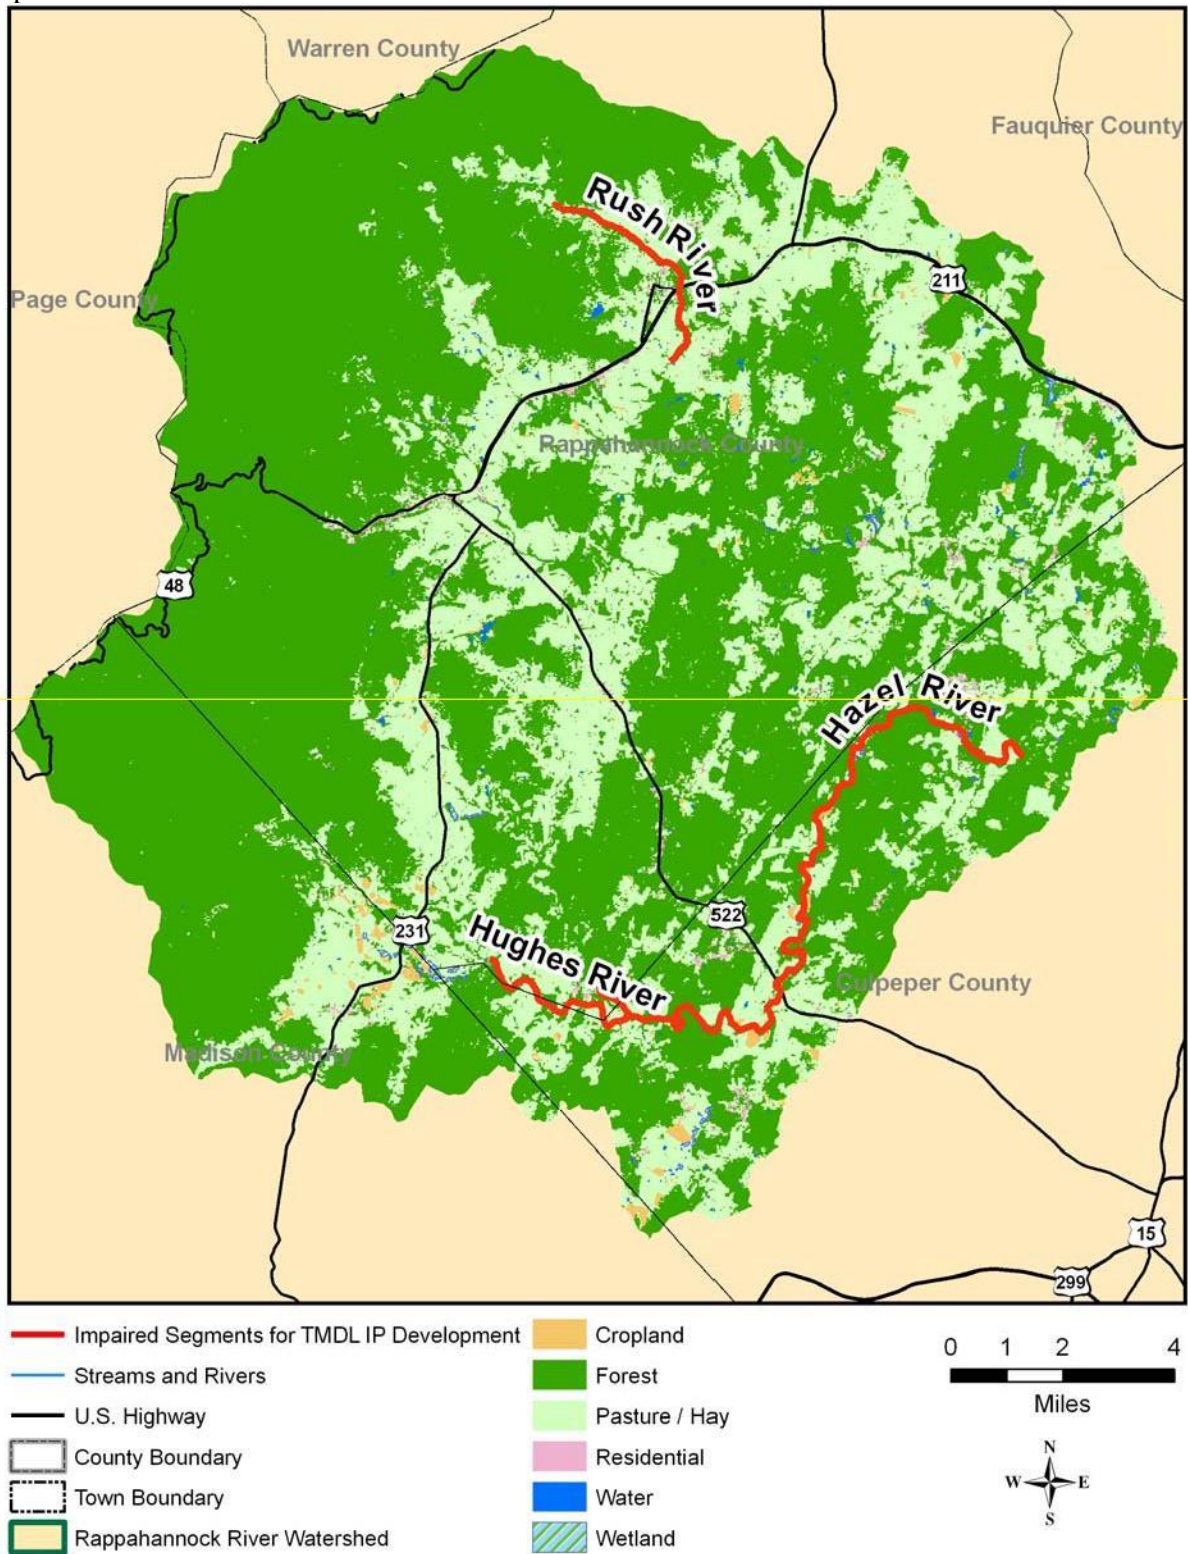 Warren County
Fauquier County
Rush River
Page County
211
Rappahannock County
48
Hazel River
231
522
Hughes River
Culpeper County
Madison County
15
299
Impaired Segments for TMDL IP Development
Streams and Rivers
U.S. Highway
County Boundary
Town Boundary
Rappahannock River Watershed
Cropland
Forest
Pasture / Hay
Residential
Water
Wetland
0 1 2 4
Miles
N
W E
S